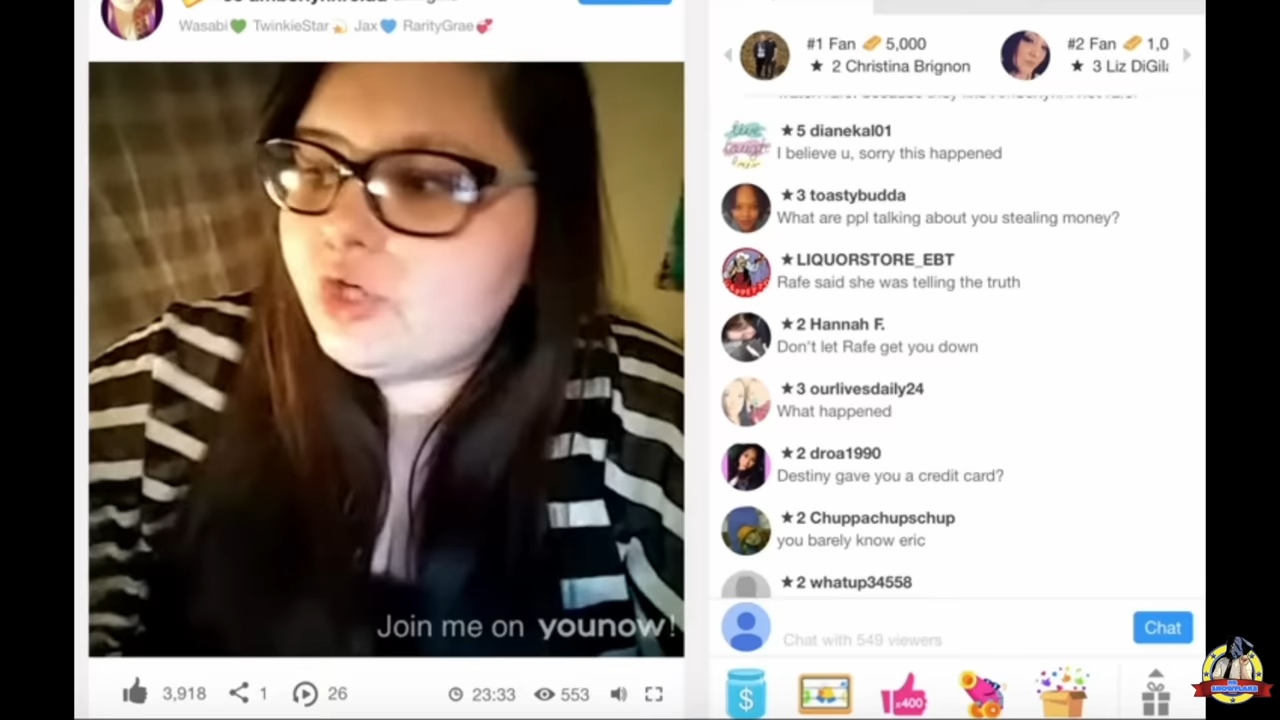 Wasabi💚 TwinkieStar💫 Jax💙 RarityGrae💞
Join me on younow!
3,918
1
26
23:33
553
#1 Fan 5,000
★ 2 Christina Brignon
#2 Fan 1,0
★ 3 Liz DiGila
★5 dianekal01
I believe u, sorry this happened
★3 toastybudda
What are ppl talking about you stealing money?
★LIQUORSTORE_EBT
Rafe said she was telling the truth
★2 Hannah F.
Don't let Rafe get you down
★3 ourlivesdaily24
What happened
★2 droa1990
Destiny gave you a credit card?
★2 Chuppachupschup
you barely know eric
★2 whatup34558
Chat with 549 viewers
Chat
$
x400